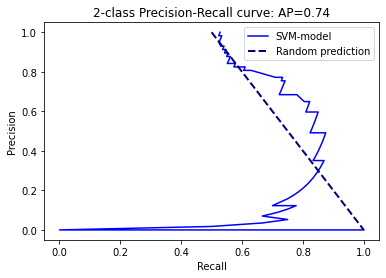 2-class Precision-Recall curve: AP=0.74
SVM-model
Random prediction
Precision
1.0
0.8
0.6
0.4
0.2
0.0
0.0 0.2 0.4 0.6 0.8 1.0
Recall